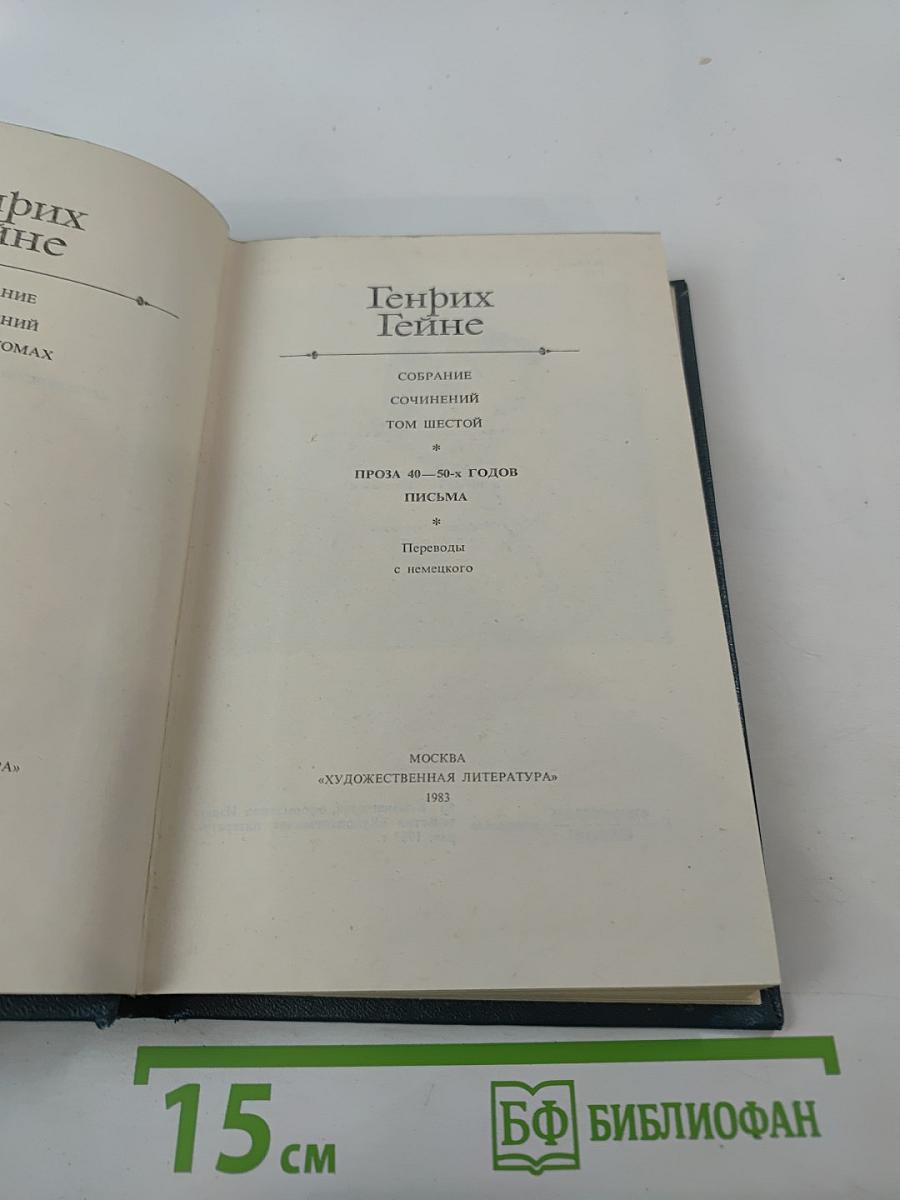 Генрих
Гейне
СОБРАНИЕ
СОЧИНЕНИЙ
ТОМ ШЕСТОЙ
*
ПРОЗА 40—50-х ГОДОВ
ПИСЬМА
*
Переводы
с немецкого
МОСКВА
«ХУДОЖЕСТВЕННАЯ ЛИТЕРАТУРА»
1983
15 см
БФ БИБЛИОФАН